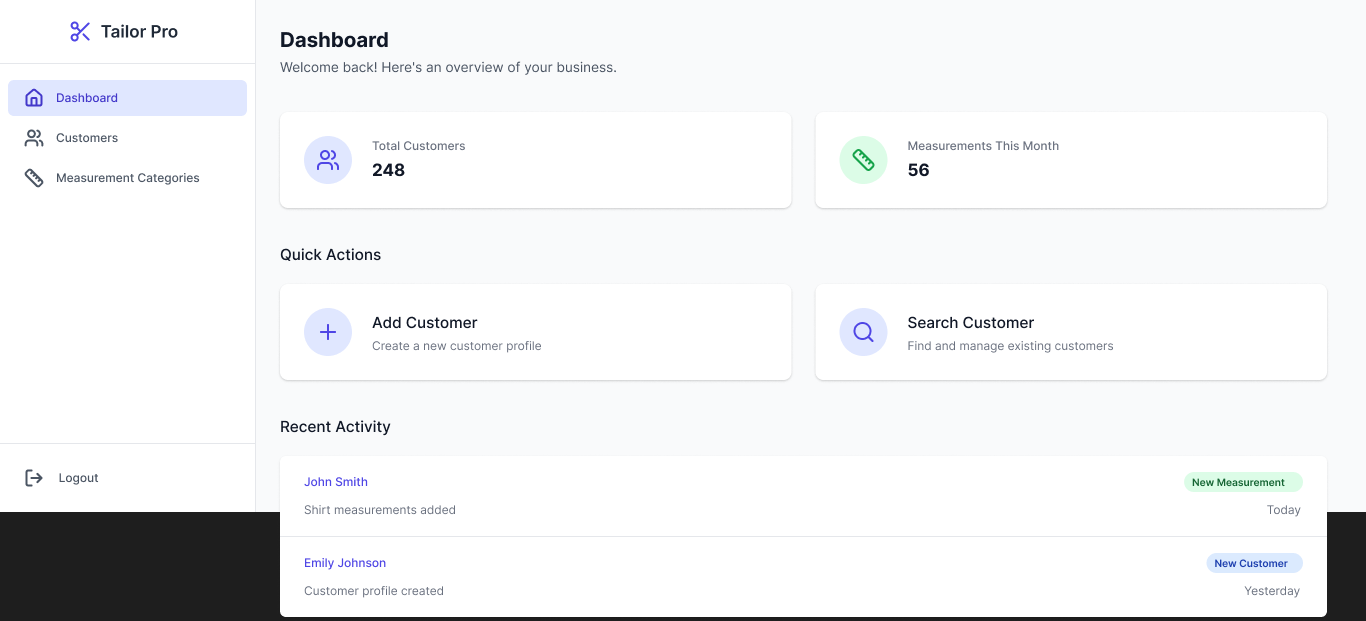 Tailor Pro
Dashboard
Customers
Measurement Categories
Logout
Dashboard
Welcome back! Here's an overview of your business.
Total Customers
248
Measurements This Month
56
Quick Actions
Add Customer
Create a new customer profile
Search Customer
Find and manage existing customers
Recent Activity
John Smith
New Measurement
Shirt measurements added
Today
Emily Johnson
New Customer
Customer profile created
Yesterday